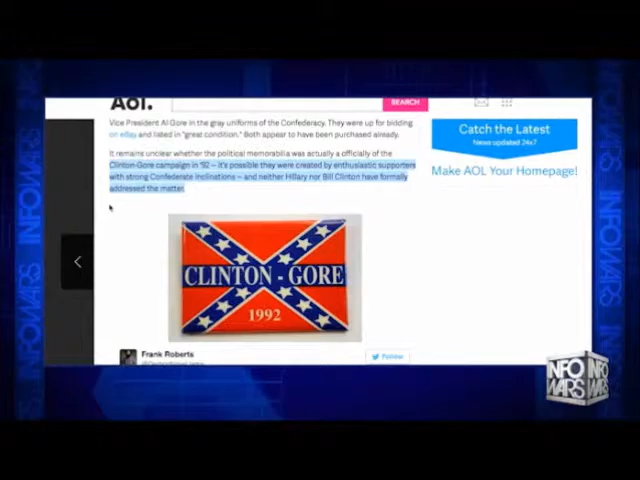 Aol.
SEARCH
Vice President Al Gore in the gray uniforms of the Confederacy. They were up for bidding
on eBay and listed in "great condition." Both appear to have been purchased already.
It remains unclear whether the political memorabilia was actually a officially of the
Clinton-Gore campaign in '92 – it's possible they were created by enthusiastic supporters
with strong Confederate inclinations – and neither Hillary nor Bill Clinton have formally
addressed the matter.
Catch the Latest
News updated 24x7
Make AOL Your Homepage!
CLINTON - GORE
1992
Frank Roberts
Follow
INFO WARS
INFO WARS
INFOWARS
INFOWARS